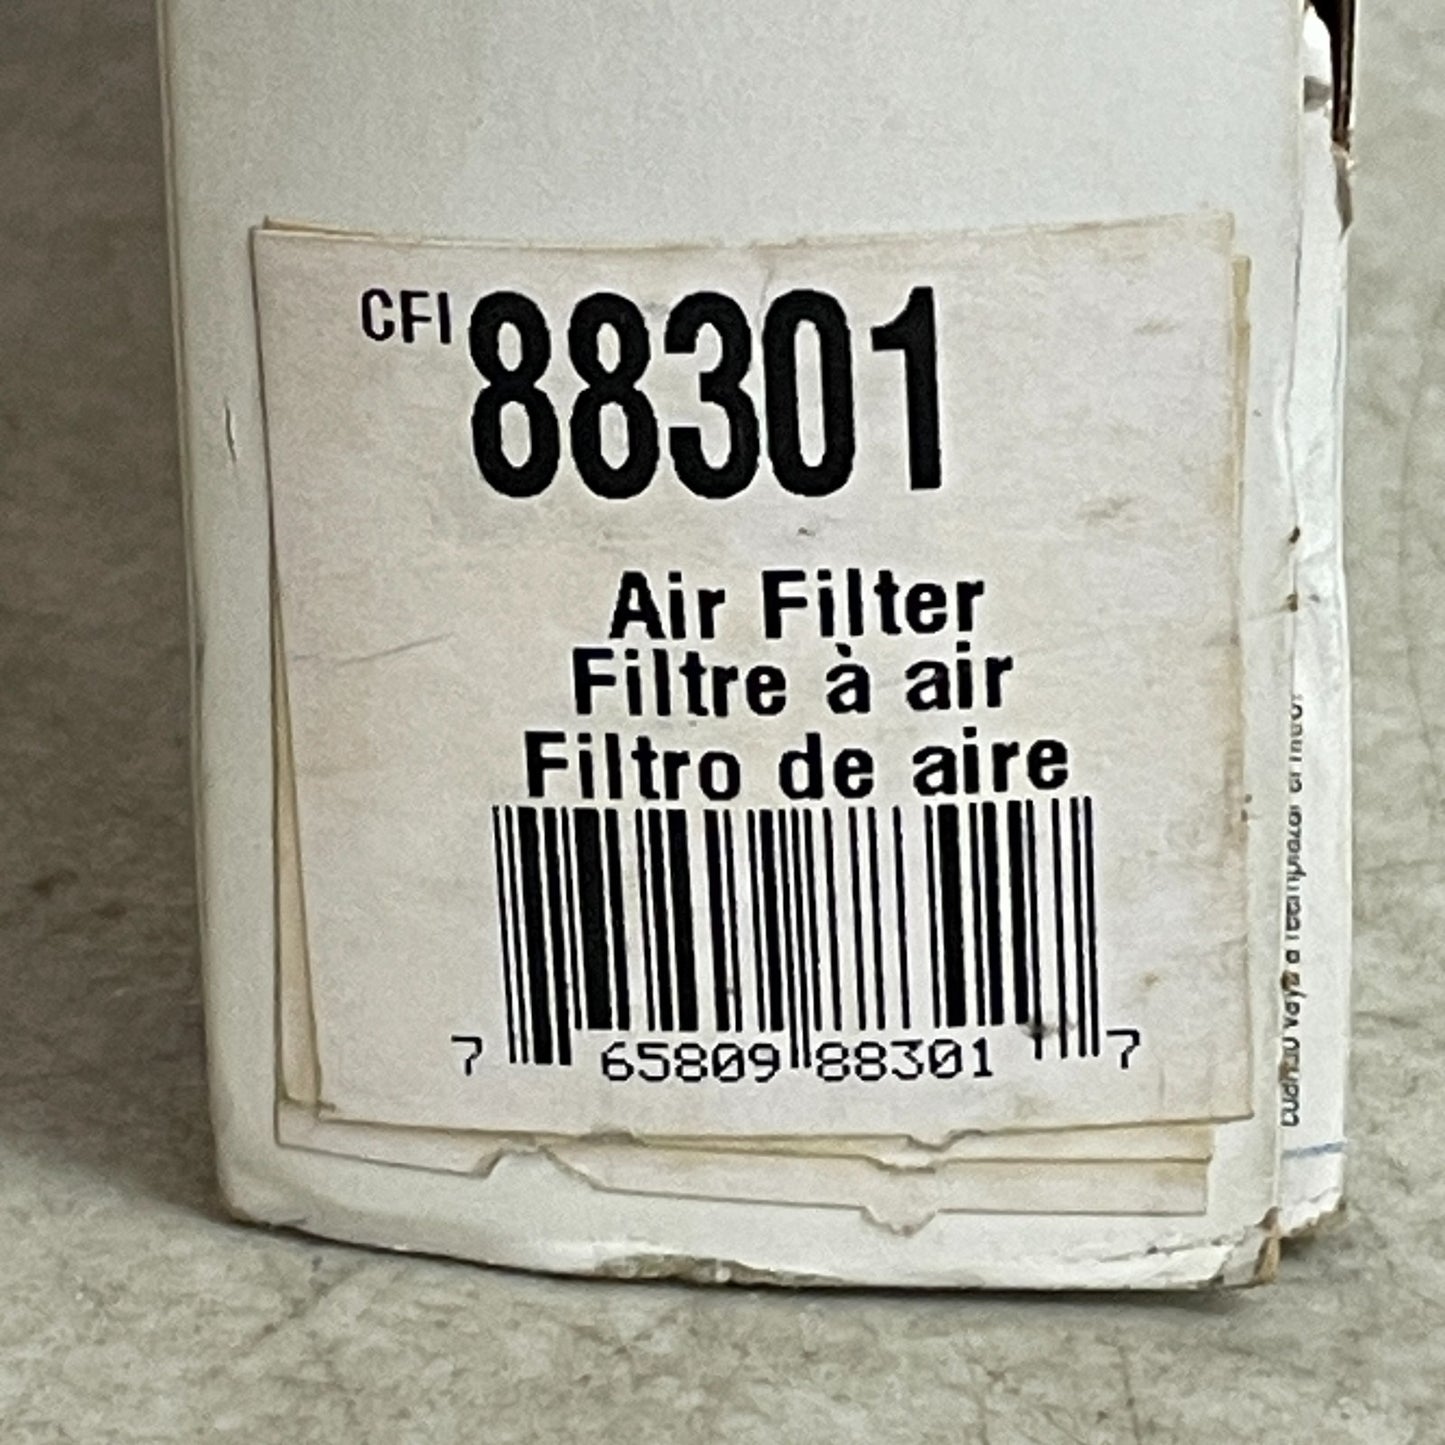 CFI 88301
Air Filter
Filtre à air
Filtro de aire
7 65809 88301 7